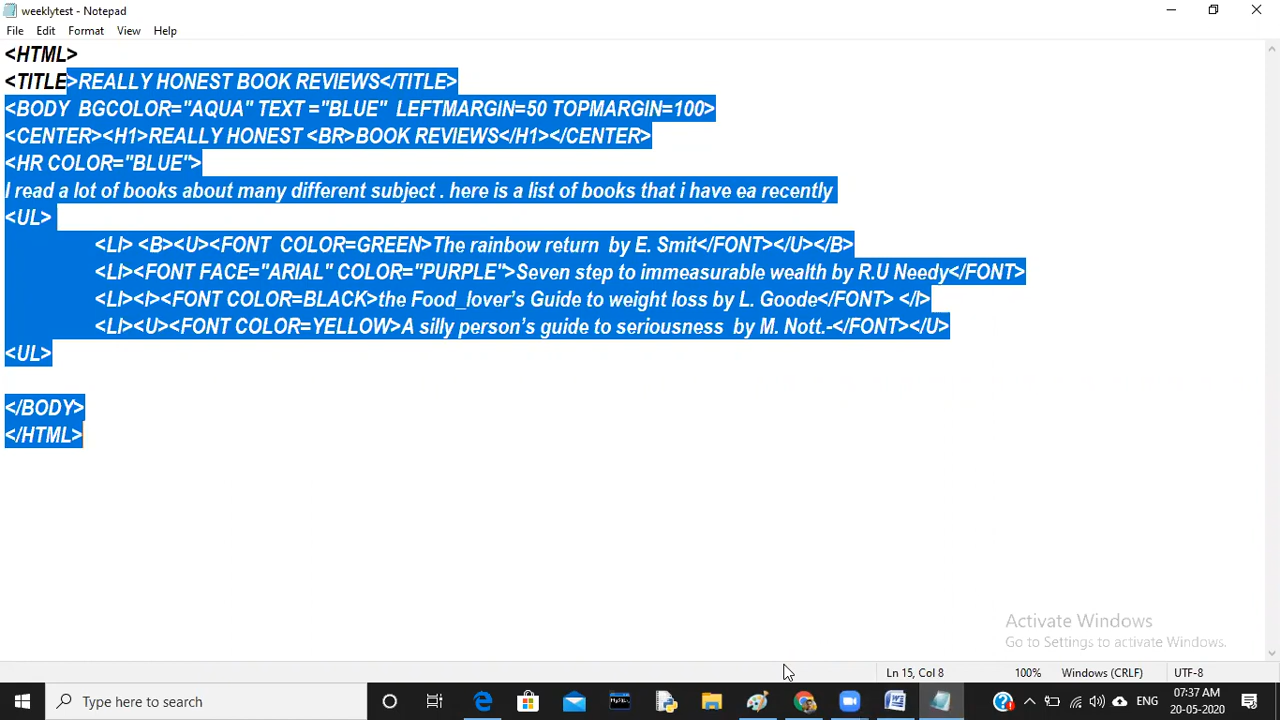 weeklytest - Notepad
File Edit Format View Help
<HTML>
<TITLE>REALLY HONEST BOOK REVIEWS</TITLE>
<BODY  BGCOLOR="AQUA" TEXT ="BLUE"  LEFTMARGIN=50 TOPMARGIN=100>
<CENTER><H1>REALLY HONEST <BR>BOOK REVIEWS</H1></CENTER>
<HR COLOR="BLUE">
I read a lot of books about many different subject . here is a list of books that i have ea recently
<UL>
<LI> <B><U><FONT  COLOR=GREEN>The rainbow return  by E. Smit</FONT></U></B>
<LI><FONT FACE="ARIAL" COLOR="PURPLE">Seven step to immeasurable wealth by R.U Needy</FONT>
<LI><I><FONT COLOR=BLACK>the Food_lover’s Guide to weight loss by L. Goode</FONT> </I>
<LI><U><FONT COLOR=YELLOW>A silly person’s guide to seriousness  by M. Nott.-</FONT></U>
<UL>
</BODY>
</HTML>
Activate Windows
Go to Settings to activate Windows.
Ln 15, Col 8 100% Windows (CRLF) UTF-8
Type here to search ENG 07:37 AM
20-05-2020